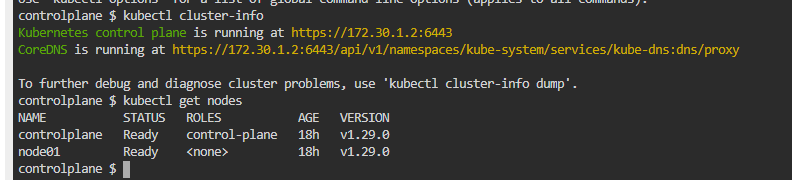 use 'kubectl options' for a list of global command-line options (applies to all commands).
controlplane $ kubectl cluster-info
Kubernetes control plane is running at https://172.30.1.2:6443
CoreDNS is running at https://172.30.1.2:6443/api/v1/namespaces/kube-system/services/kube-dns:dns/proxy
To further debug and diagnose cluster problems, use 'kubectl cluster-info dump'.
controlplane $ kubectl get nodes
NAME STATUS ROLES AGE VERSION
controlplane Ready control-plane 18h v1.29.0
node01 Ready <none> 18h v1.29.0
controlplane $